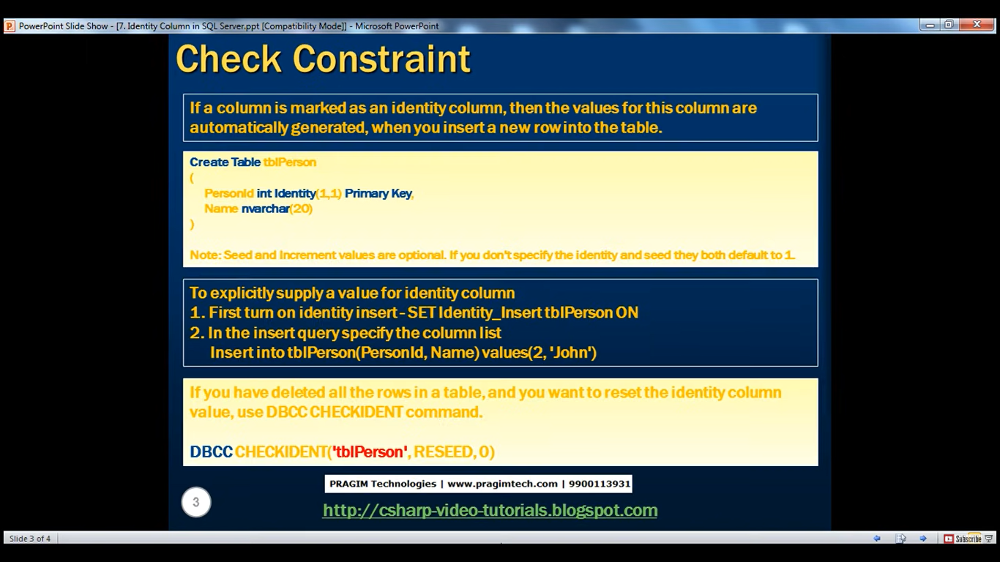 PowerPoint Slide Show - [7. Identity Column in SQL Server.ppt [Compatibility Mode]] - Microsoft PowerPoint
Check Constraint
If a column is marked as an identity column, then the values for this column are
automatically generated, when you insert a new row into the table.
Create Table tblPerson
(
PersonId int Identity(1,1) Primary Key,
Name nvarchar(20)
)
Note: Seed and Increment values are optional. If you don't specify the identity and seed they both default to 1.
To explicitly supply a value for identity column
1. First turn on identity insert - SET Identity_Insert tblPerson ON
2. In the insert query specify the column list
Insert into tblPerson(PersonId, Name) values(2, 'John')
If you have deleted all the rows in a table, and you want to reset the identity column
value, use DBCC CHECKIDENT command.
DBCC CHECKIDENT('tblPerson', RESEED, 0)
PRAGIM Technologies | www.pragimtech.com | 9900113931
3
http://csharp-video-tutorials.blogspot.com
Slide 3 of 4
Subscribe